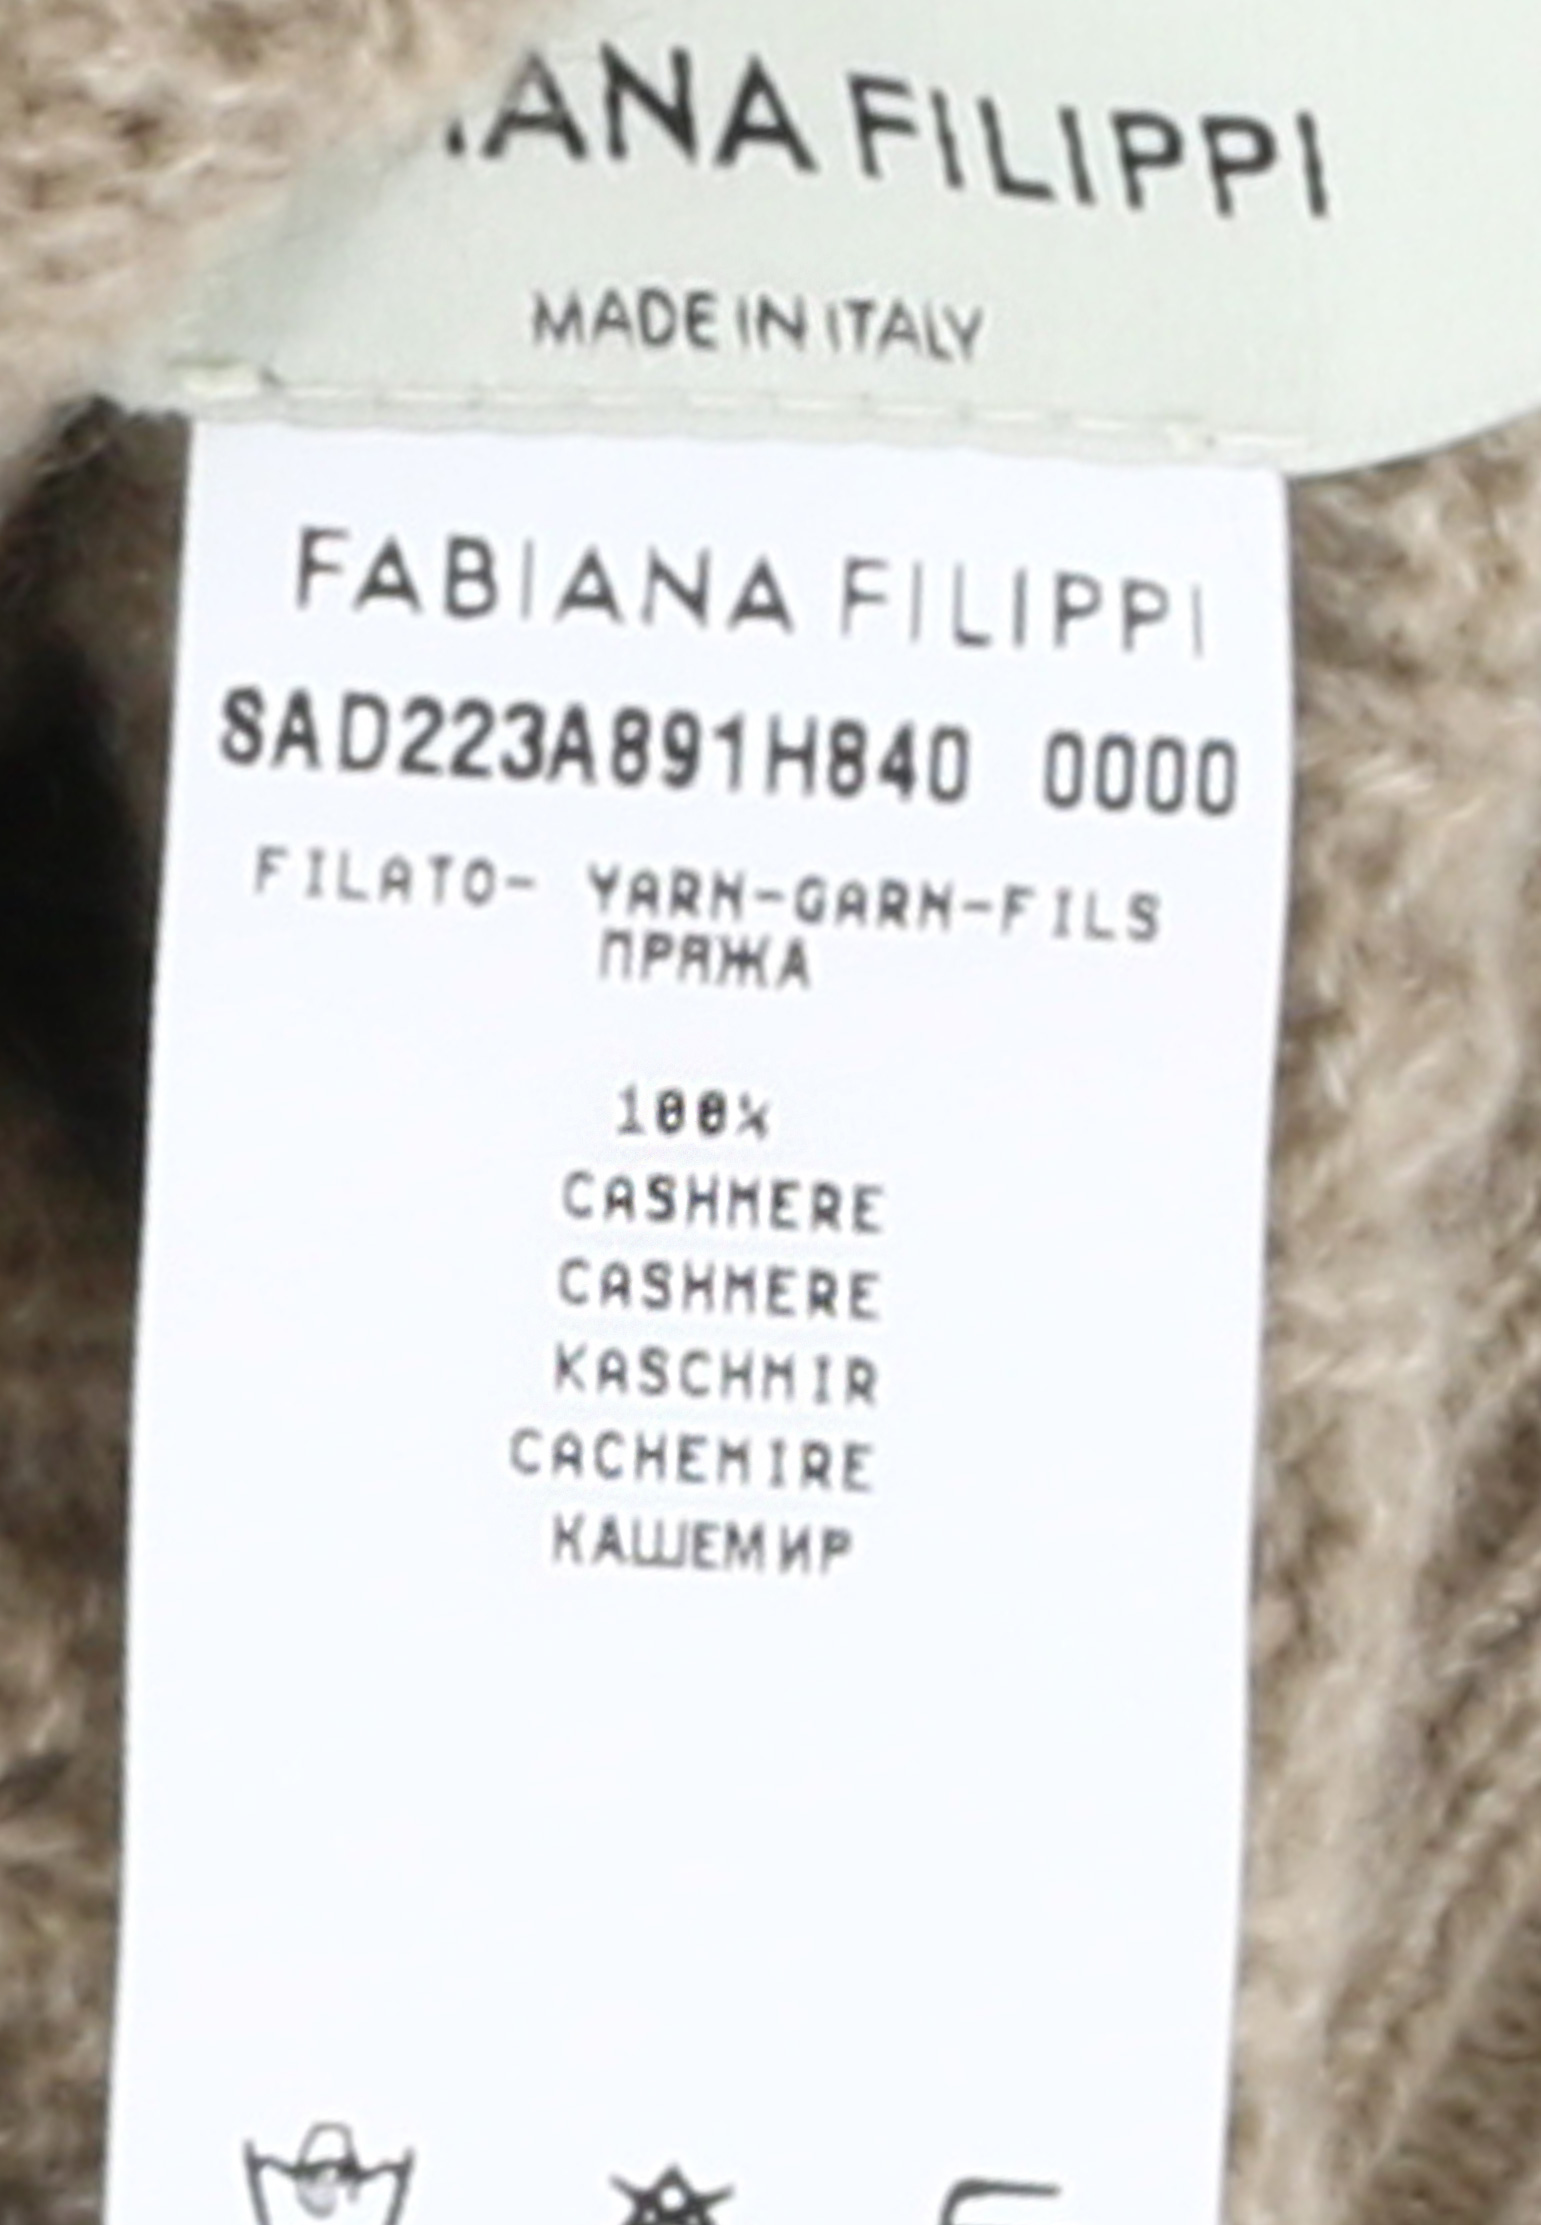 IANA FILIPPI
MADE IN ITALY
FABIANA FILIPPI
SAD223A891H840 0000
FILATO- YARN-GARN-FILS
ПРЯЖА
100%
CASHMERE
CASHMERE
KASCHMIR
CACHEMIRE
КАШЕМИР